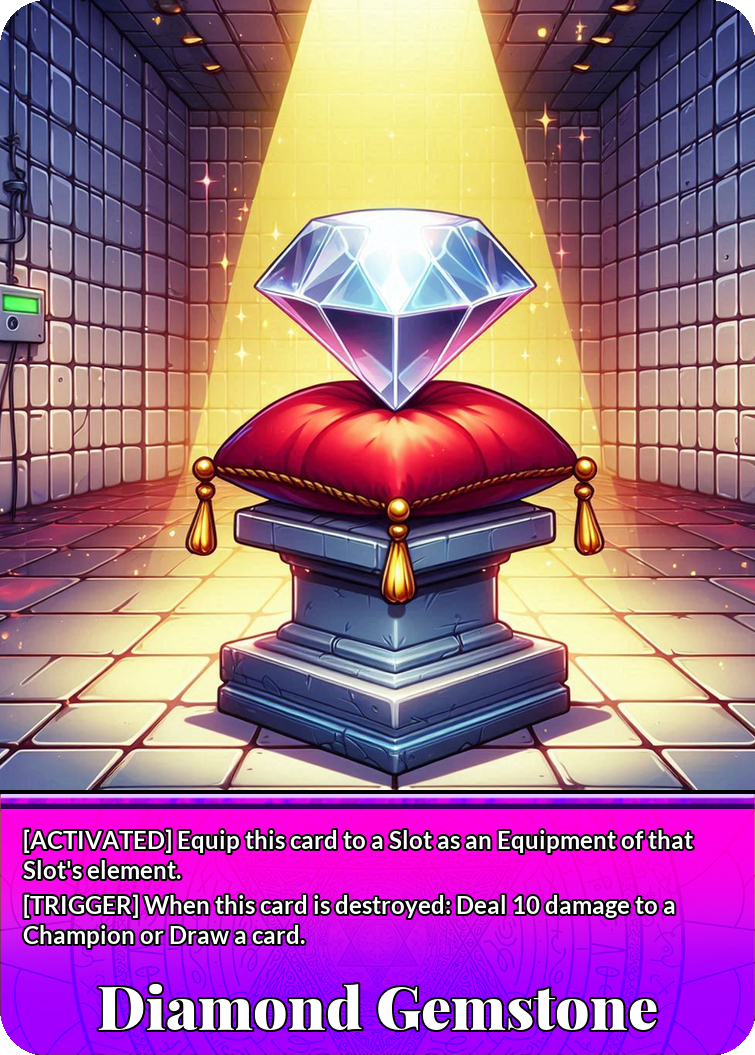 [ACTIVATED] Equip this card to a Slot as an Equipment of that
Slot's element.
[TRIGGER] When this card is destroyed: Deal 10 damage to a
Champion or Draw a card.
Diamond Gemstone